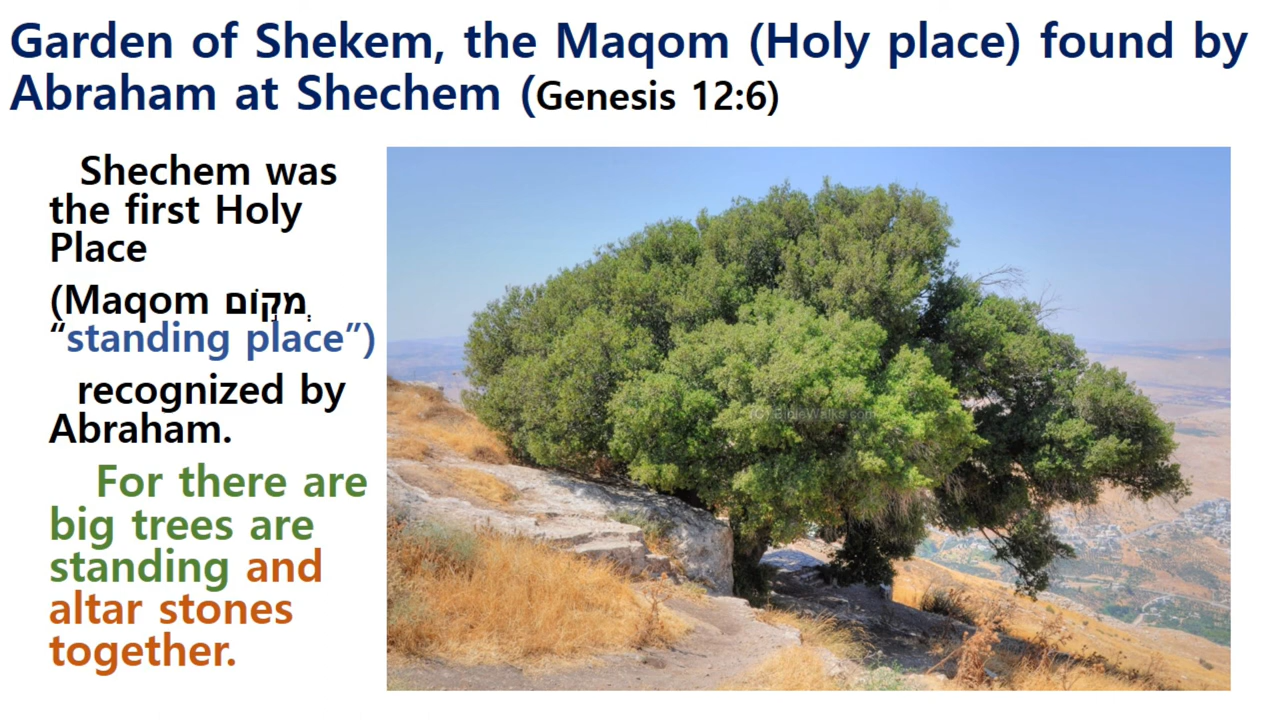 Garden of Shekem, the Maqom (Holy place) found by
Abraham at Shechem (Genesis 12:6)
Shechem was
the first Holy
Place
(Maqom מְקְוֹם
“standing place”)
recognized by
Abraham.
For there are
big trees are
standing and
altar stones
together.
(C) BibleWalks.com